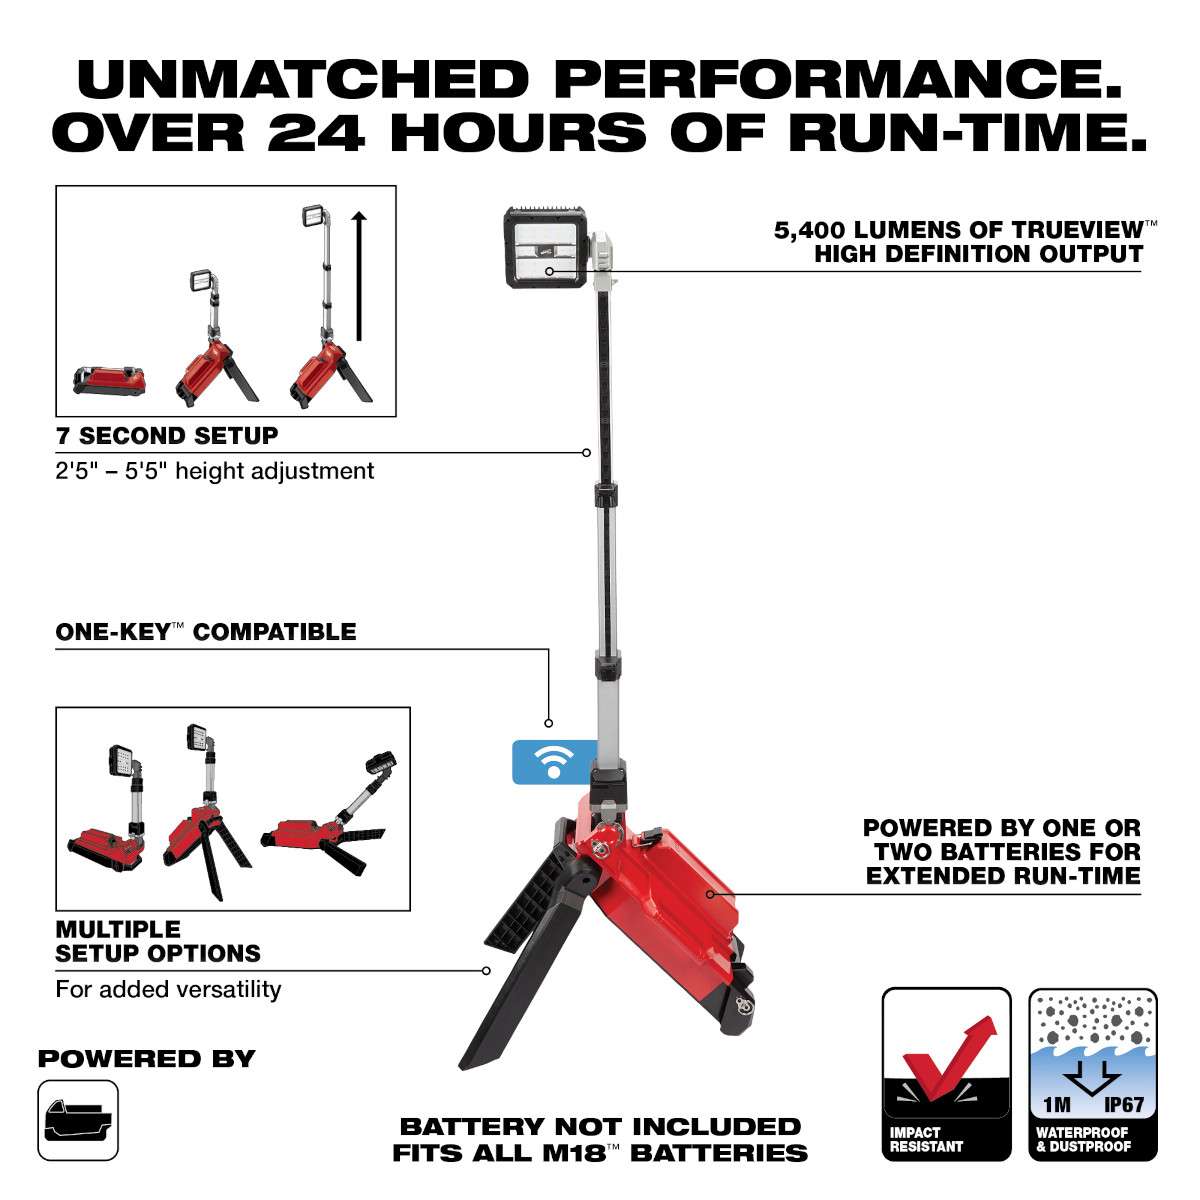 UNMATCHED PERFORMANCE.
OVER 24 HOURS OF RUN-TIME.
5,400 LUMENS OF TRUEVIEW™
HIGH DEFINITION OUTPUT
7 SECOND SETUP
2'5" – 5'5" height adjustment
ONE-KEY™ COMPATIBLE
POWERED BY ONE OR
TWO BATTERIES FOR
EXTENDED RUN-TIME
MULTIPLE
SETUP OPTIONS
For added versatility
POWERED BY
BATTERY NOT INCLUDED
FITS ALL M18™ BATTERIES
IMPACT
RESISTANT
1M IP67
WATERPROOF
& DUSTPROOF